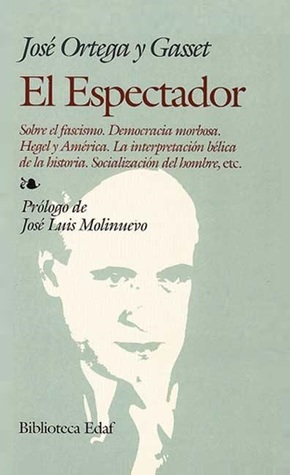 José Ortega y Gasset
El Espectador
Sobre el fascismo. Democracia morbosa.
Hegel y América. La interpretación bélica
de la historia. Socialización del hombre, etc.
Prólogo de
José Luis Molinuevo
Biblioteca Edaf